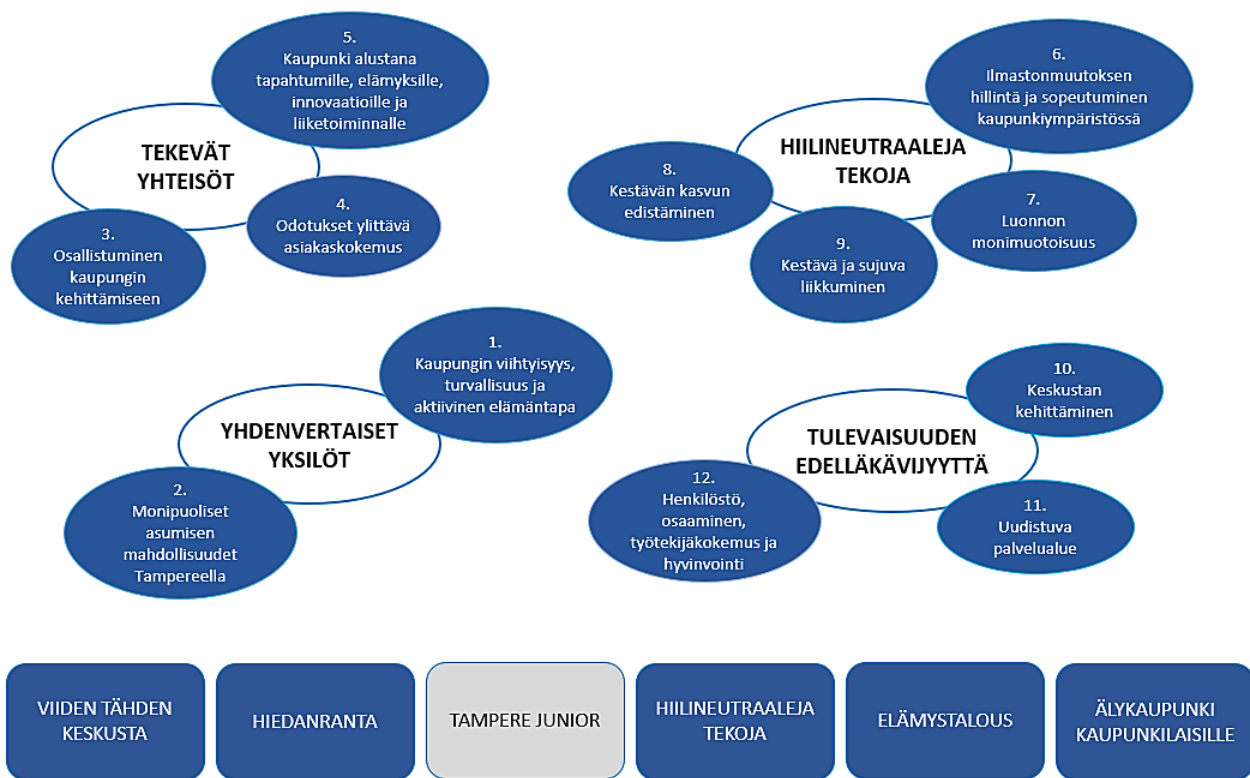 5.
Kaupunki alustana
tapahtumille, elämyksille,
innovaatioille ja
liiketoiminnalle
TEKEVÄT
YHTEISÖT
4.
Odotukset ylittävä
asiakaskokemus
3.
Osallistuminen
kaupungin
kehittämiseen
6.
Ilmastonmuutoksen
hillintä ja sopeutuminen
kaupunkiympäristössä
HIILINEUTRAALEJA
TEKOJA
8.
Kestävän kasvun
edistäminen
7.
Luonnon
monimuotoisuus
9.
Kestävä ja sujuva
liikkuminen
1.
Kaupungin viihtyisyys,
turvallisuus ja
aktiivinen elämäntapa
YHDENVERTAISET
YKSILÖT
2.
Monipuoliset
asumisen
mahdollisuudet
Tampereella
10.
Keskustan
kehittäminen
TULEVAISUUDEN
EDELLÄKÄVIJYYTTÄ
12.
Henkilöstö,
osaaminen,
työtekijäkokemus ja
hyvinvointi
11.
Uudistuva
palvelualue
VIIDEN TÄHDEN
KESKUSTA
HIEDANRANTA
TAMPERE JUNIOR
HIILINEUTRAALEJA
TEKOJA
ELÄMYSTALOUS
ÄLYKAUPUNKI
KAUPUNKILAISILLE